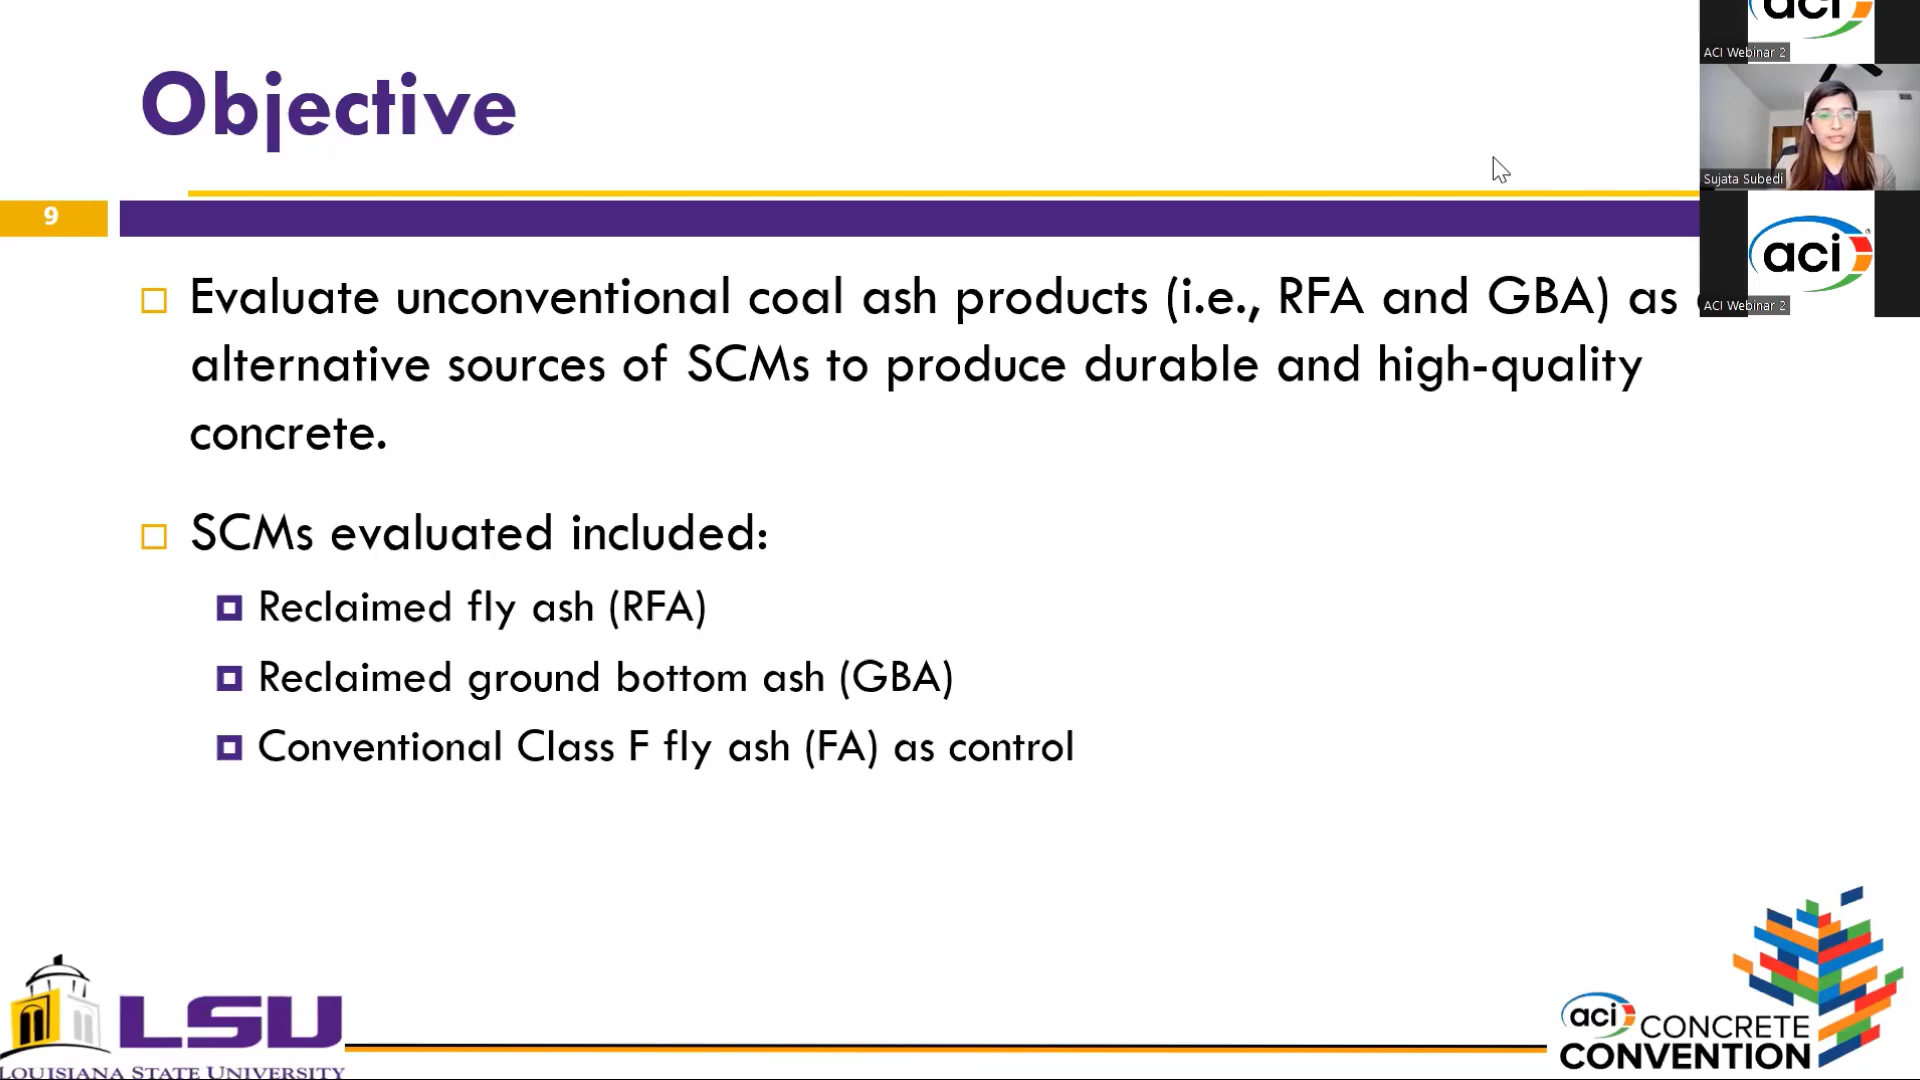 Objective
9
Evaluate unconventional coal ash products (i.e., RFA and GBA) as
alternative sources of SCMs to produce durable and high-quality
concrete.
SCMs evaluated included:
Reclaimed fly ash (RFA)
Reclaimed ground bottom ash (GBA)
Conventional Class F fly ash (FA) as control
aci
ACI Webinar 2
Sujata Subedi
aci
ACI Webinar 2
LSU
LOUISIANA STATE UNIVERSITY
aci CONCRETE
CONVENTION